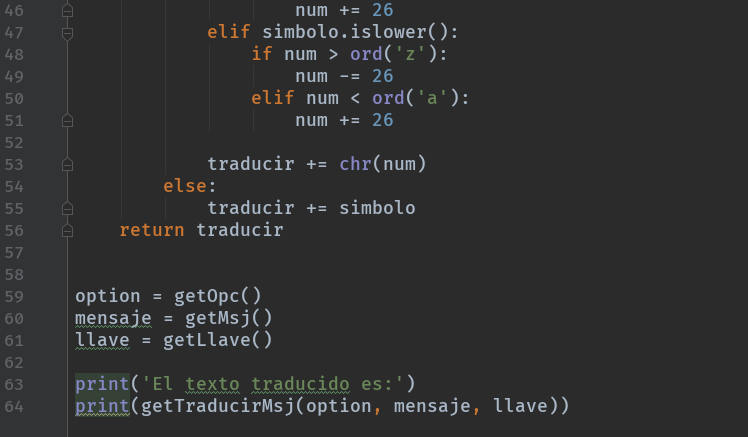 46                    num += 26
47            elif simbolo.islower():
48                if num > ord('z'):
49                    num -= 26
50                elif num < ord('a'):
51                    num += 26
52
53            traducir += chr(num)
54        else:
55            traducir += simbolo
56    return traducir
57
58
59 option = getOpc()
60 mensaje = getMsj()
61 llave = getLlave()
62
63 print('El texto traducido es:')
64 print(getTraducirMsj(option, mensaje, llave))